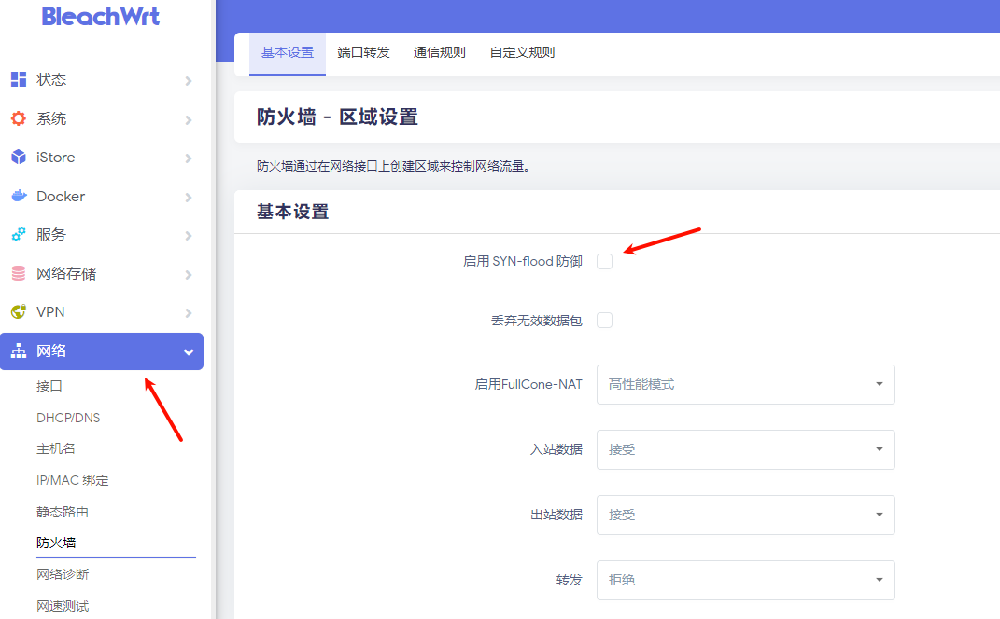 BleachWrt
状态
系统
iStore
Docker
服务
网络存储
VPN
网络
接口
DHCP/DNS
主机名
IP/MAC 绑定
静态路由
防火墙
网络诊断
网速测试
基本设置 端口转发 通信规则 自定义规则
防火墙 - 区域设置
防火墙通过在网络接口上创建区域来控制网络流量。
基本设置
启用 SYN-flood 防御
丢弃无效数据包
启用FullCone-NAT 高性能模式
入站数据 接受
出站数据 接受
转发 拒绝